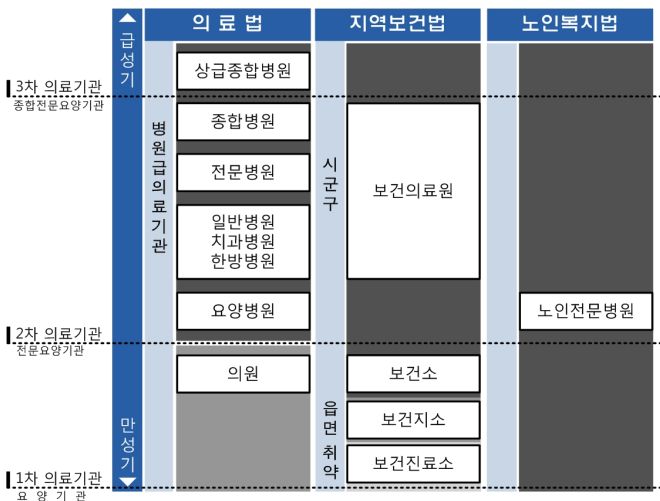 의료법
지역보건법
노인복지법
급성기
상급종합병원
3차 의료기관
종합전문요양기관
병원급의료기관
종합병원
전문병원
일반병원
치과병원
한방병원
요양병원
시군구
보건의료원
노인전문병원
2차 의료기관
전문요양기관
의원
보건소
읍면
보건지소
취약
보건진료소
만성기
1차 의료기관
요 양 기 관